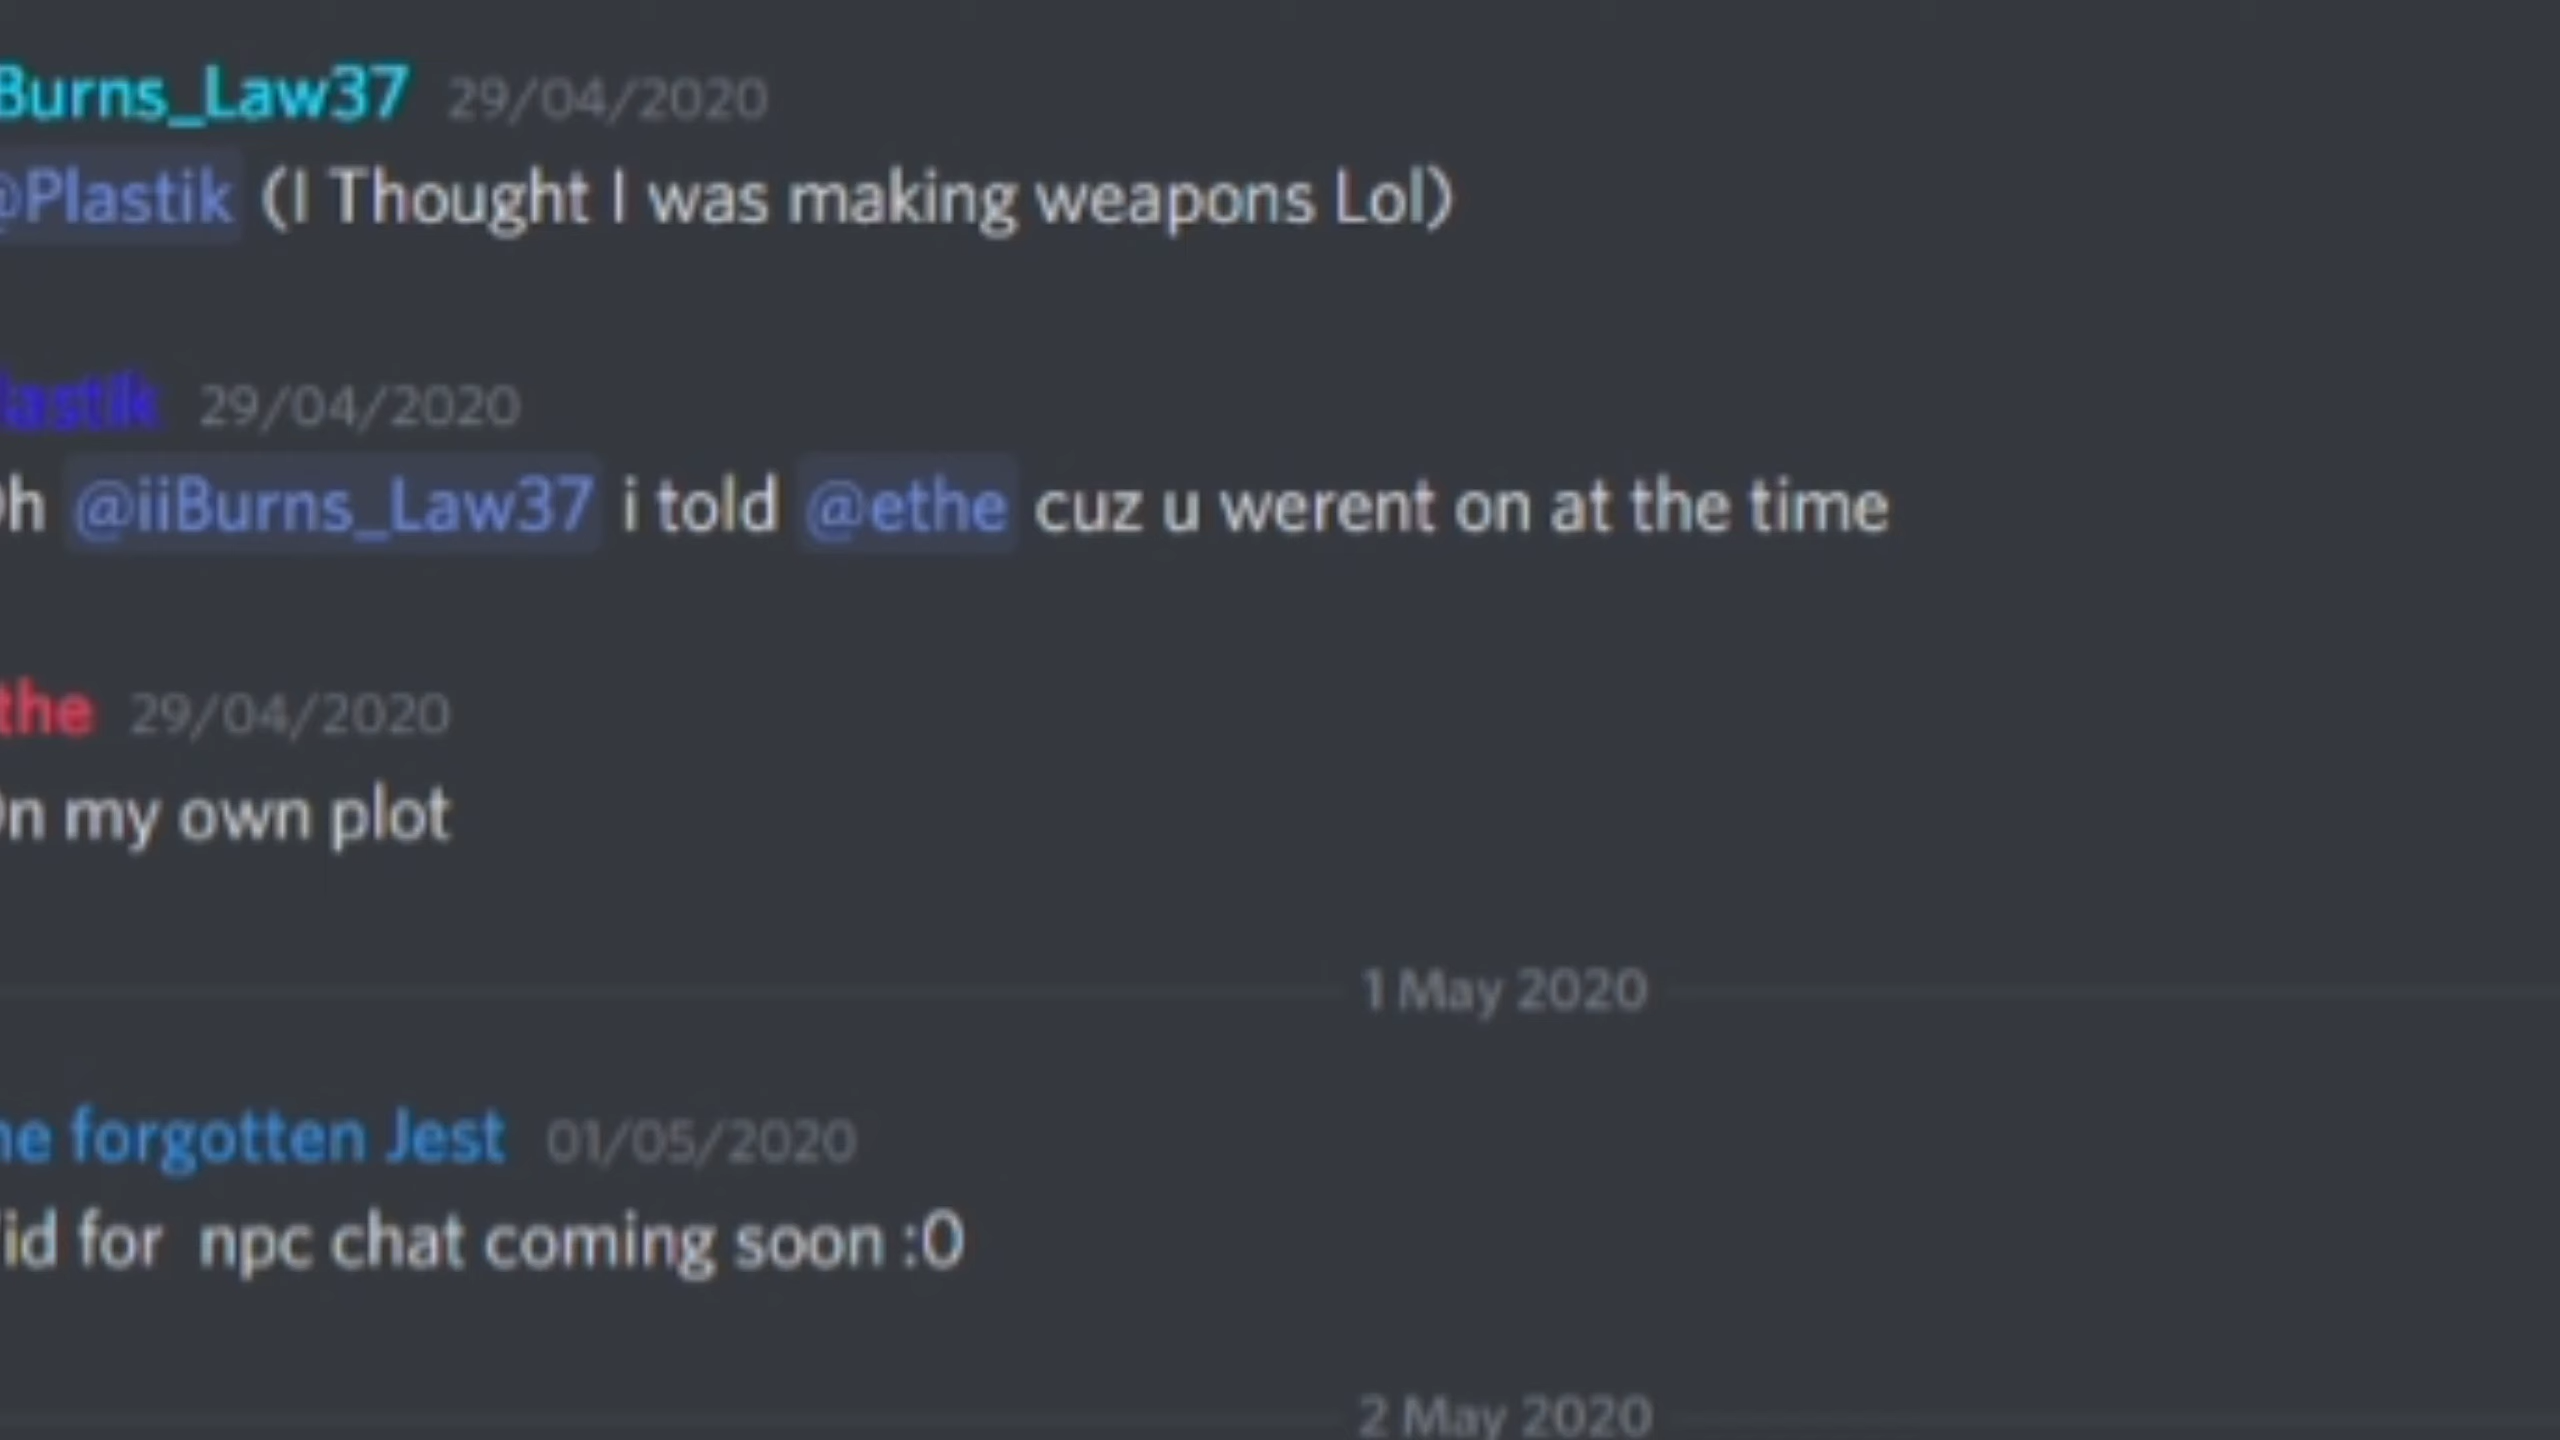 Burns_Law37 29/04/2020
@Plastik (I Thought I was making weapons Lol)
lastik 29/04/2020
Oh @iiBurns_Law37 i told @ethe cuz u werent on at the time
the 29/04/2020
On my own plot
1 May 2020
he forgotten Jest 01/05/2020
id for npc chat coming soon :O
2 May 2020